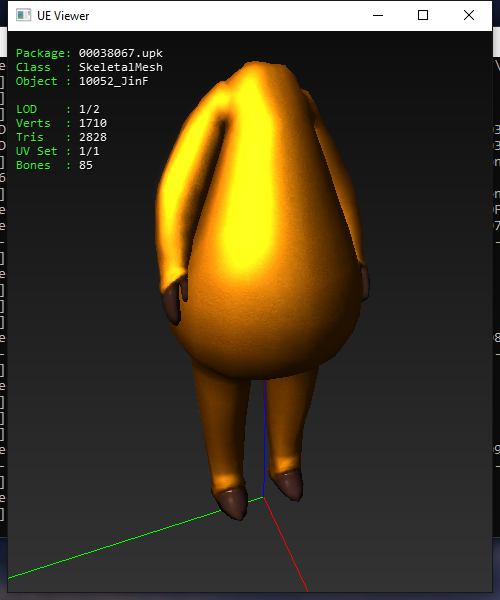 UE Viewer
Package: 00038067.upk
Class  : SkeletalMesh
Object : 10052_JinF
LOD    : 1/2
Verts  : 1710
Tris   : 2828
UV Set : 1/1
Bones  : 85